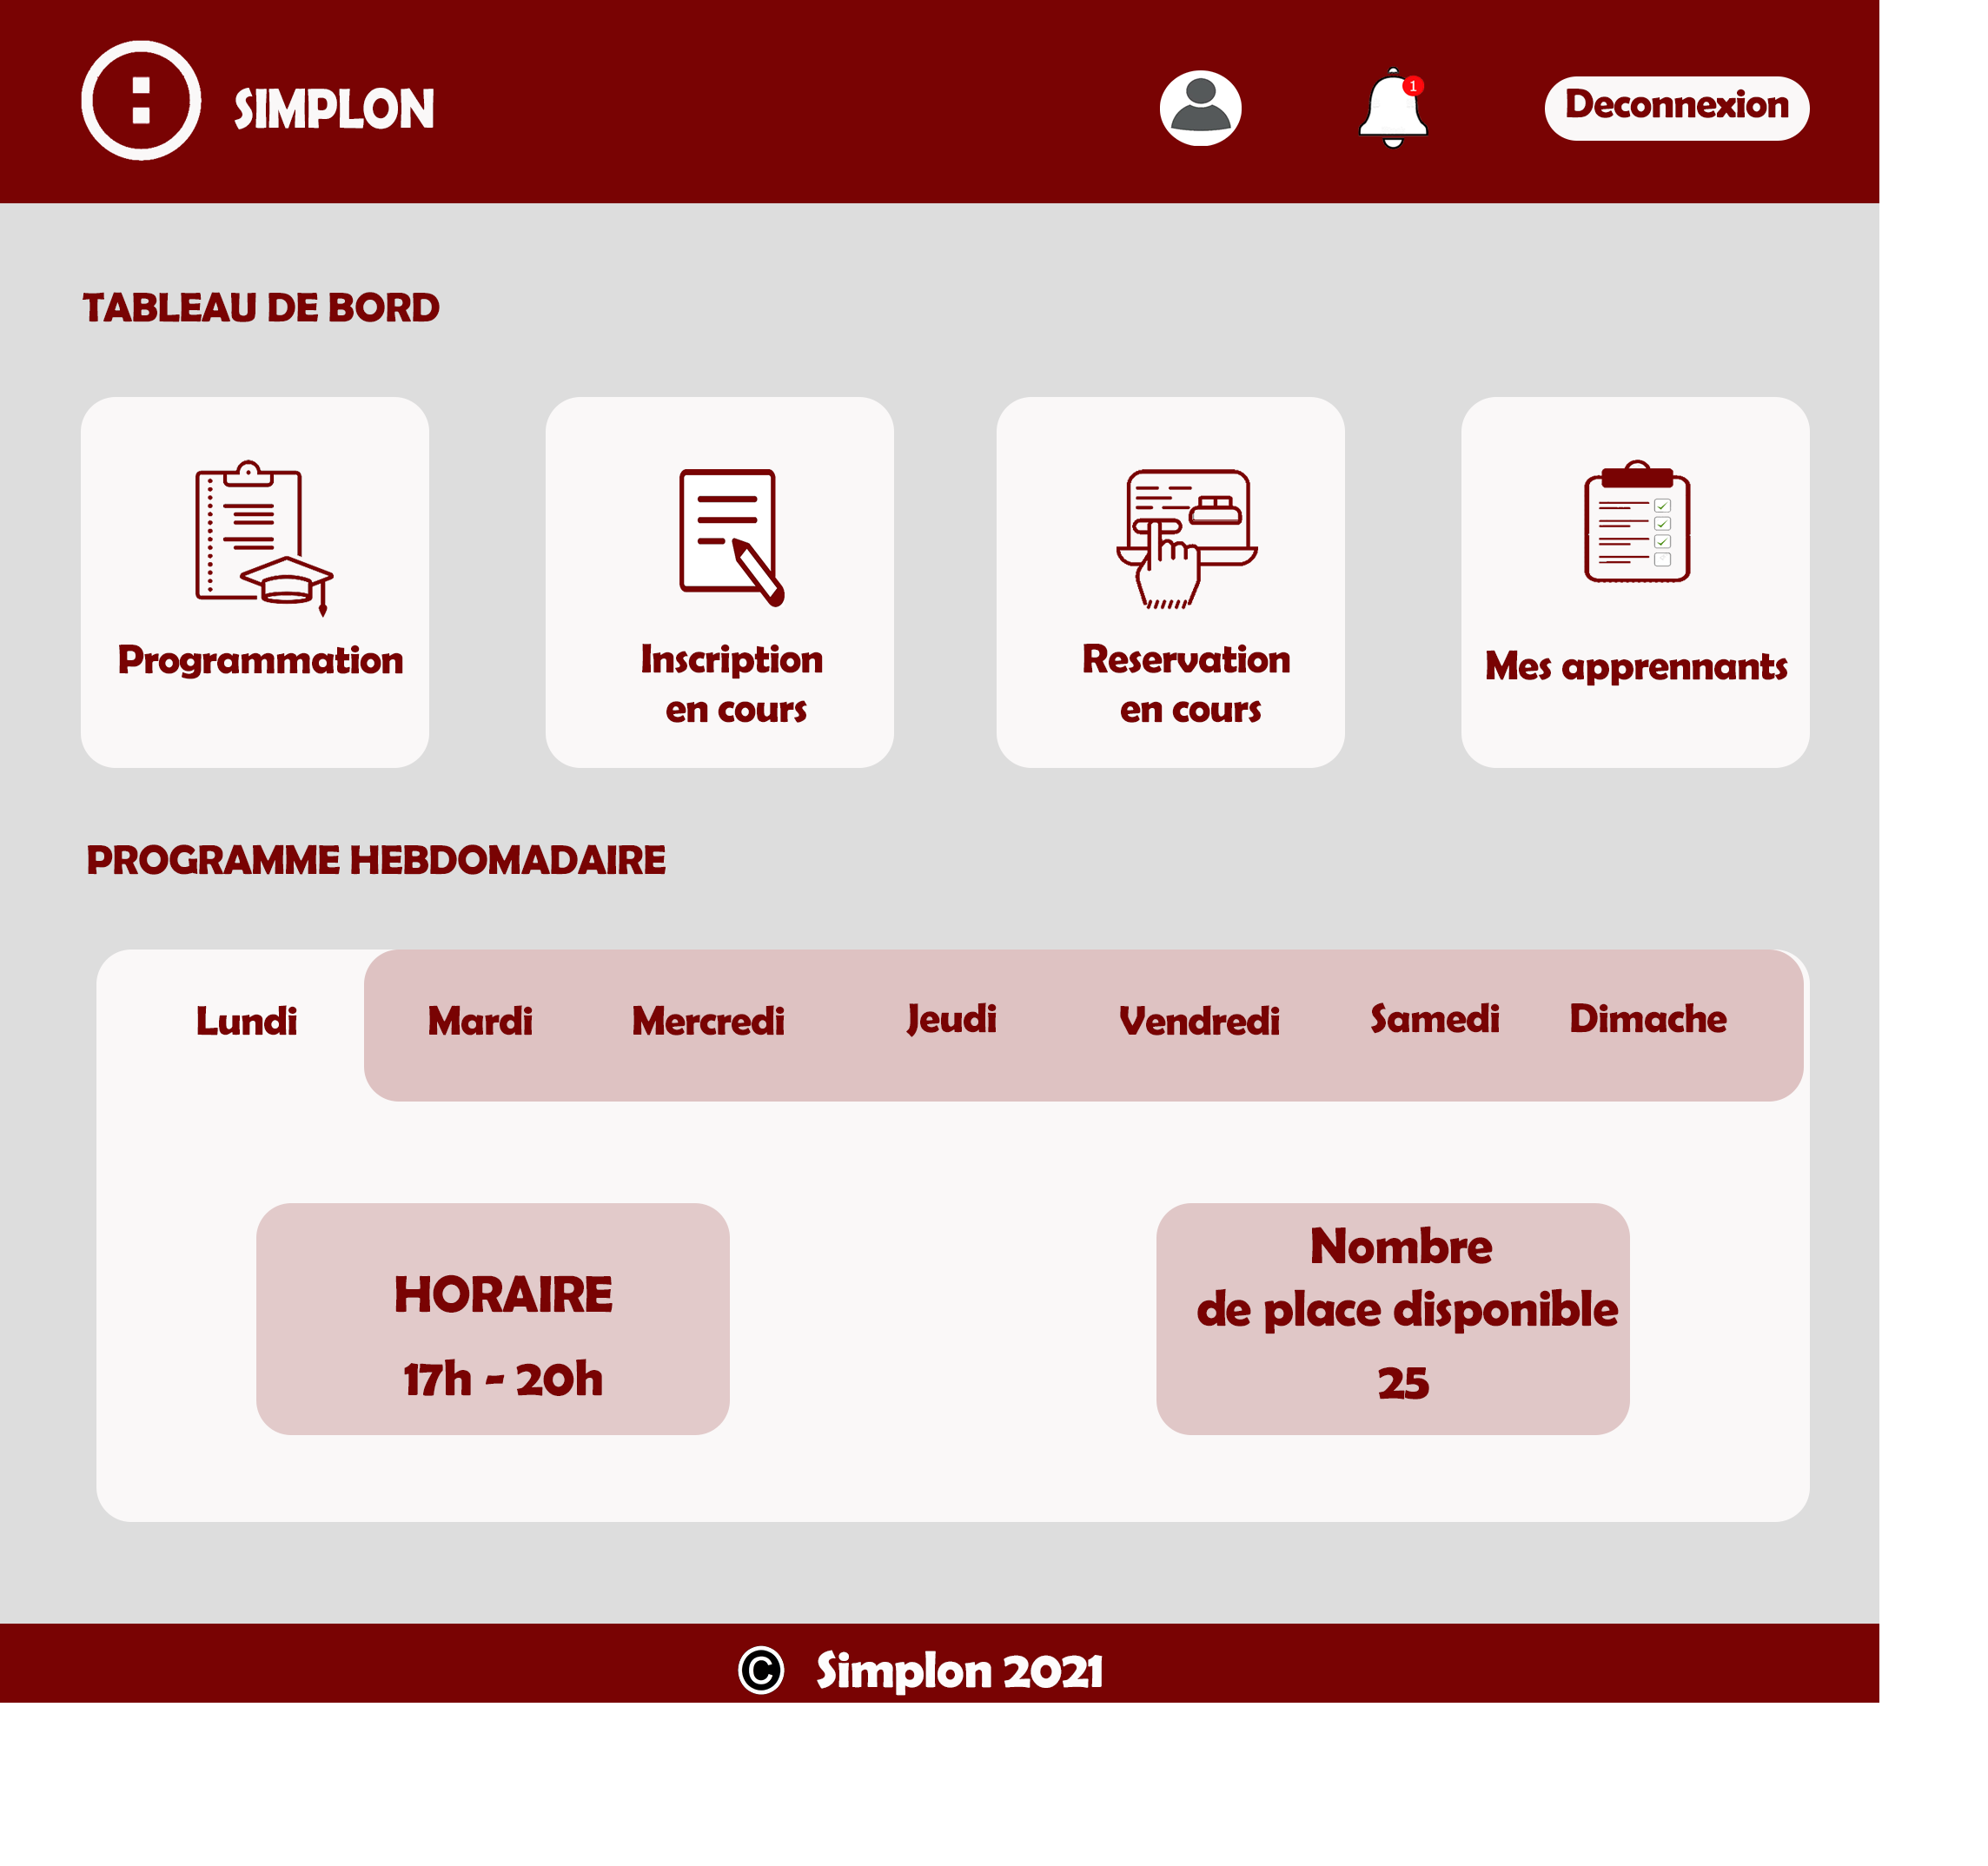 SIMPLON
1
Deconnexion
TABLEAU DE BORD
Programmation
Inscription
en cours
Reservation
en cours
Mes apprennants
PROGRAMME HEBDOMADAIRE
Lundi
Mardi
Mercredi
Jeudi
Vendredi
Samedi
Dimache
HORAIRE
17h - 20h
Nombre
de place disponible
25
© Simplon 2021